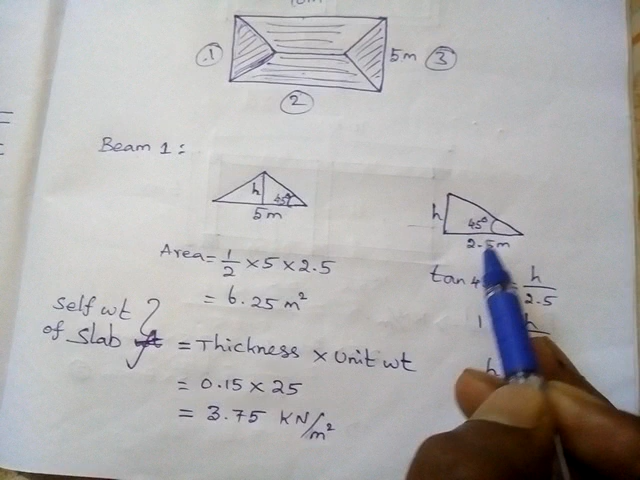 10m
1
5m
3
2
Beam 1:
h
45°
5m
h
45°
2.5m
Area = 1/2 × 5 × 2.5
= 6.25 m²
tan 4 = h/2.5
1 h
h
Self wt of Slab = Thickness × Unit wt
= 0.15 × 25
= 3.75 KN/m²